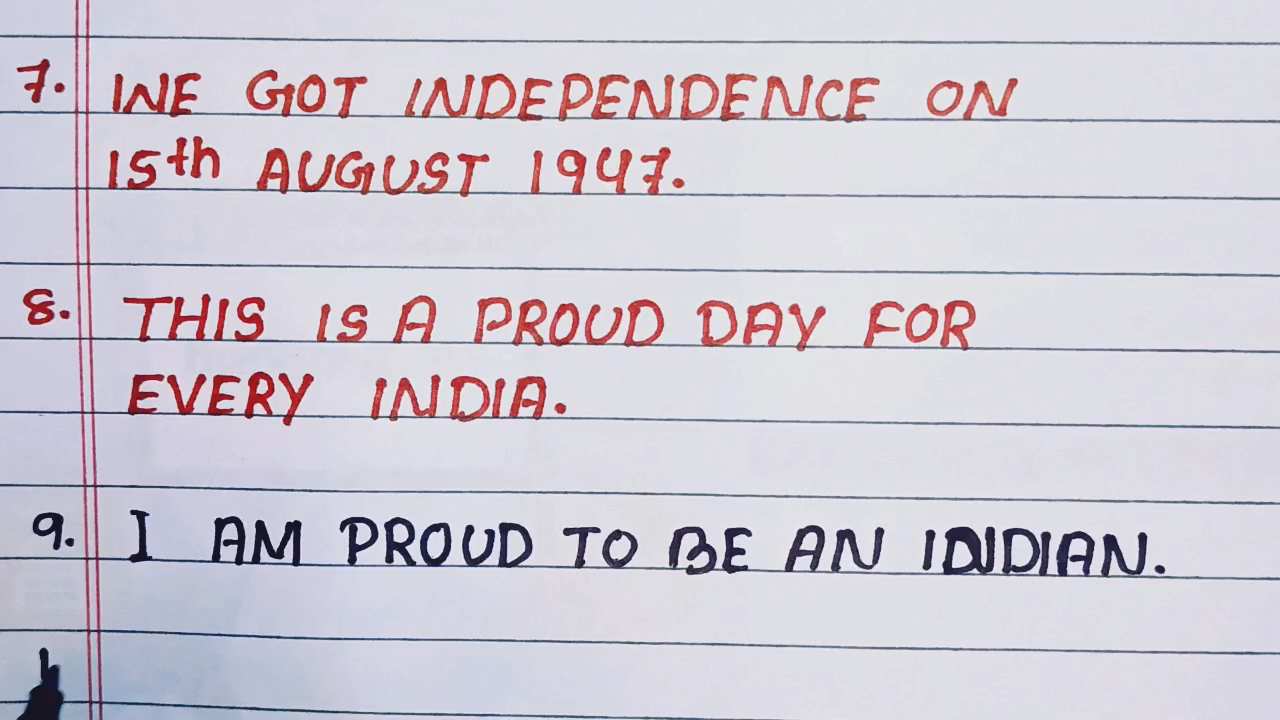 7. WE GOT INDEPENDENCE ON
15th AUGUST 1947.
8. THIS IS A PROUD DAY FOR
EVERY INDIA.
9. I AM PROUD TO BE AN INDIAN.